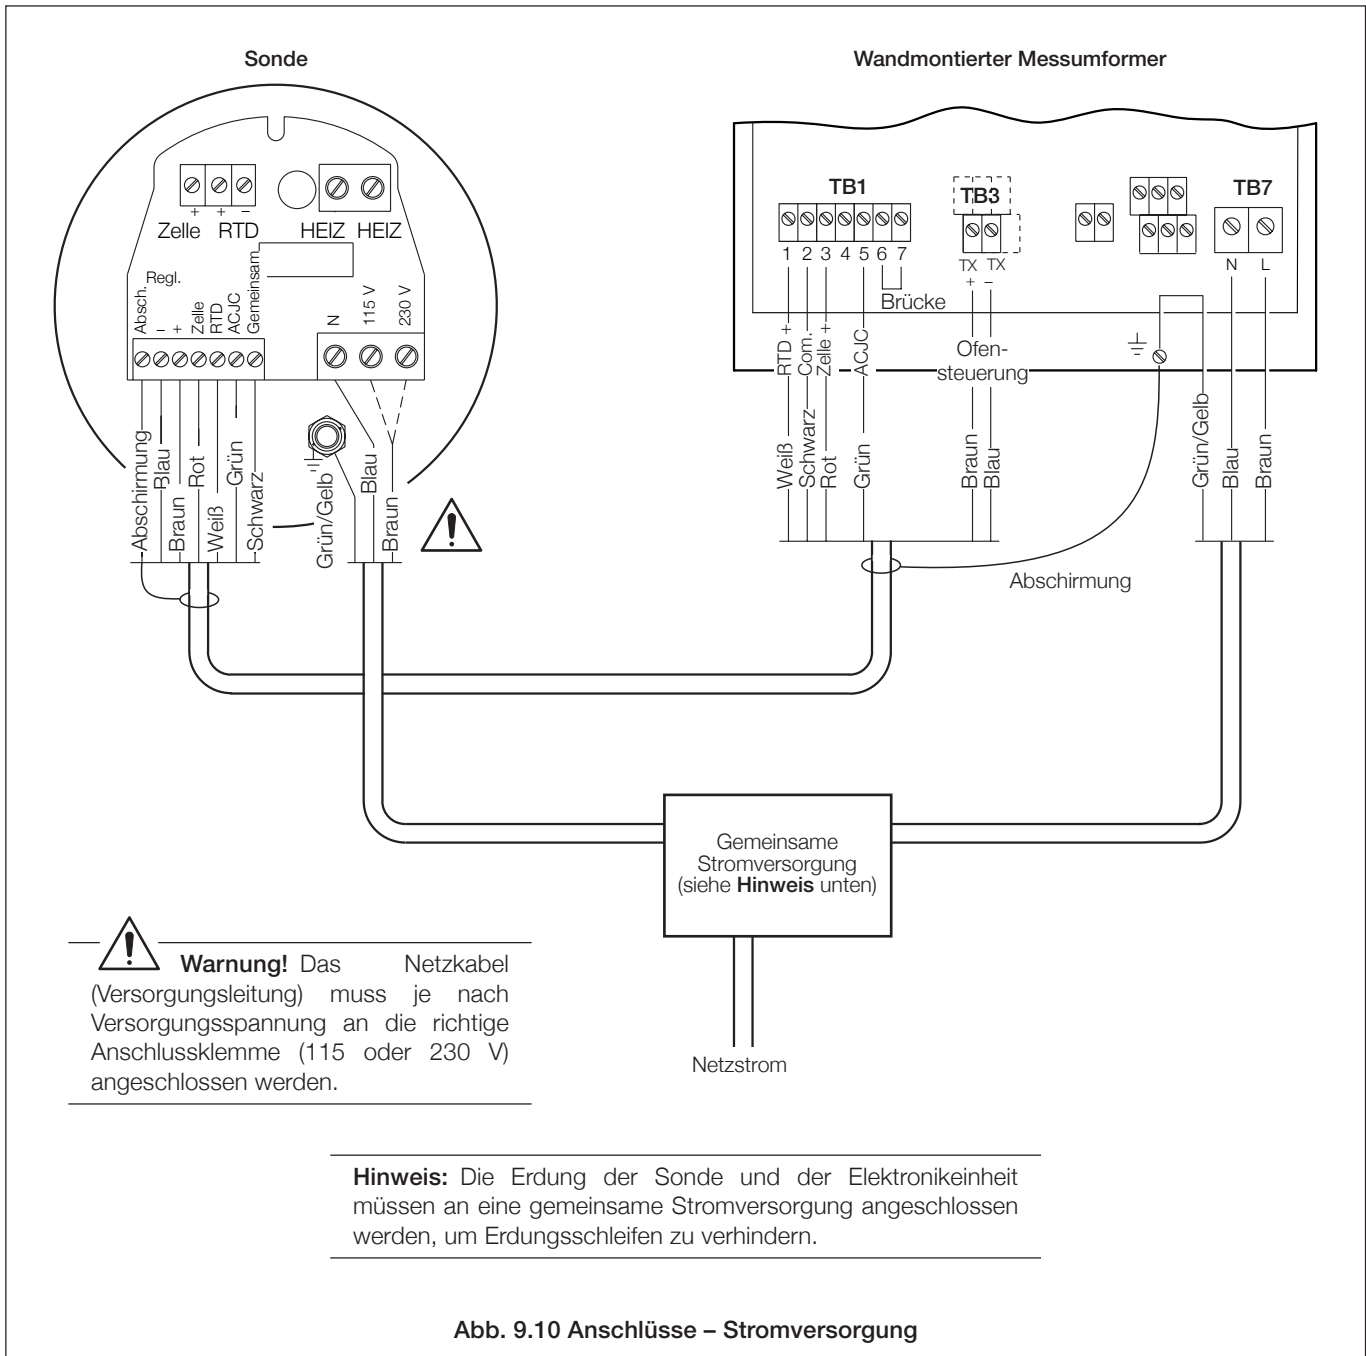 Sonde
Wandmontierter Messumformer
+ + –
Zelle RTD HEIZ HEIZ
Regl.
Absch.
–
+
Zelle
RTD
ACJC
Gemeinsam
N
115 V
230 V
Abschirmung
Blau
Braun
Rot
Weiß
Grün
Schwarz
Grün/Gelb
Blau
Braun
TB1
TB3
TB7
1 2 3 4 5 6 7
Brücke
TX TX
+ –
N L
RTD +
Com.
Zelle +
ACJC
Ofen-
steuerung
Weiß
Schwarz
Rot
Grün
Braun
Blau
Grün/Gelb
Blau
Braun
Abschirmung
Gemeinsame
Stromversorgung
(siehe Hinweis unten)
Netzstrom
Warnung! Das Netzkabel
(Versorgungsleitung) muss je nach
Versorgungsspannung an die richtige
Anschlussklemme (115 oder 230 V)
angeschlossen werden.
Hinweis: Die Erdung der Sonde und der Elektronikeinheit
müssen an eine gemeinsame Stromversorgung angeschlossen
werden, um Erdungsschleifen zu verhindern.
Abb. 9.10 Anschlüsse – Stromversorgung